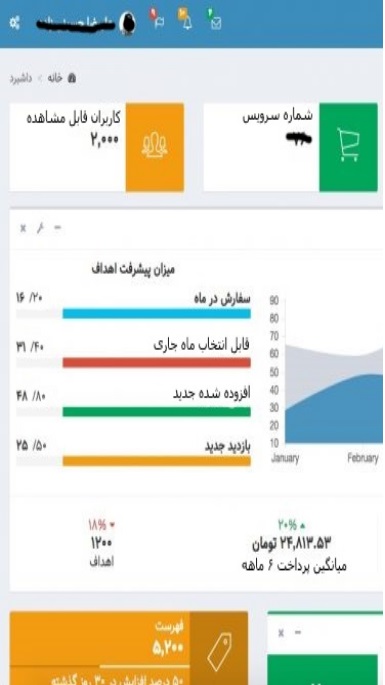 خانه > داشبرد
شماره سرویس
کاربران قابل مشاهده
۲,۰۰۰
میزان پیشرفت اهداف
سفارش در ماه
۱۶ /۲۰
قابل انتخاب ماه جاری
۳۱ /۴۰
افزوده شده جدید
۴۸ /۸۰
بازدید جدید
۲۵ /۵۰
90
80
70
60
50
40
30
20
10
January February
۲۰%
۲۴,۸۱۳.۵۳ تومان
میانگین پرداخت ۶ ماهه
۱۸%
۱۲۰۰
اهداف
فهرست
۵,۲۰۰
۵۰ درصد افزایش در ۳۰ روز گذشته